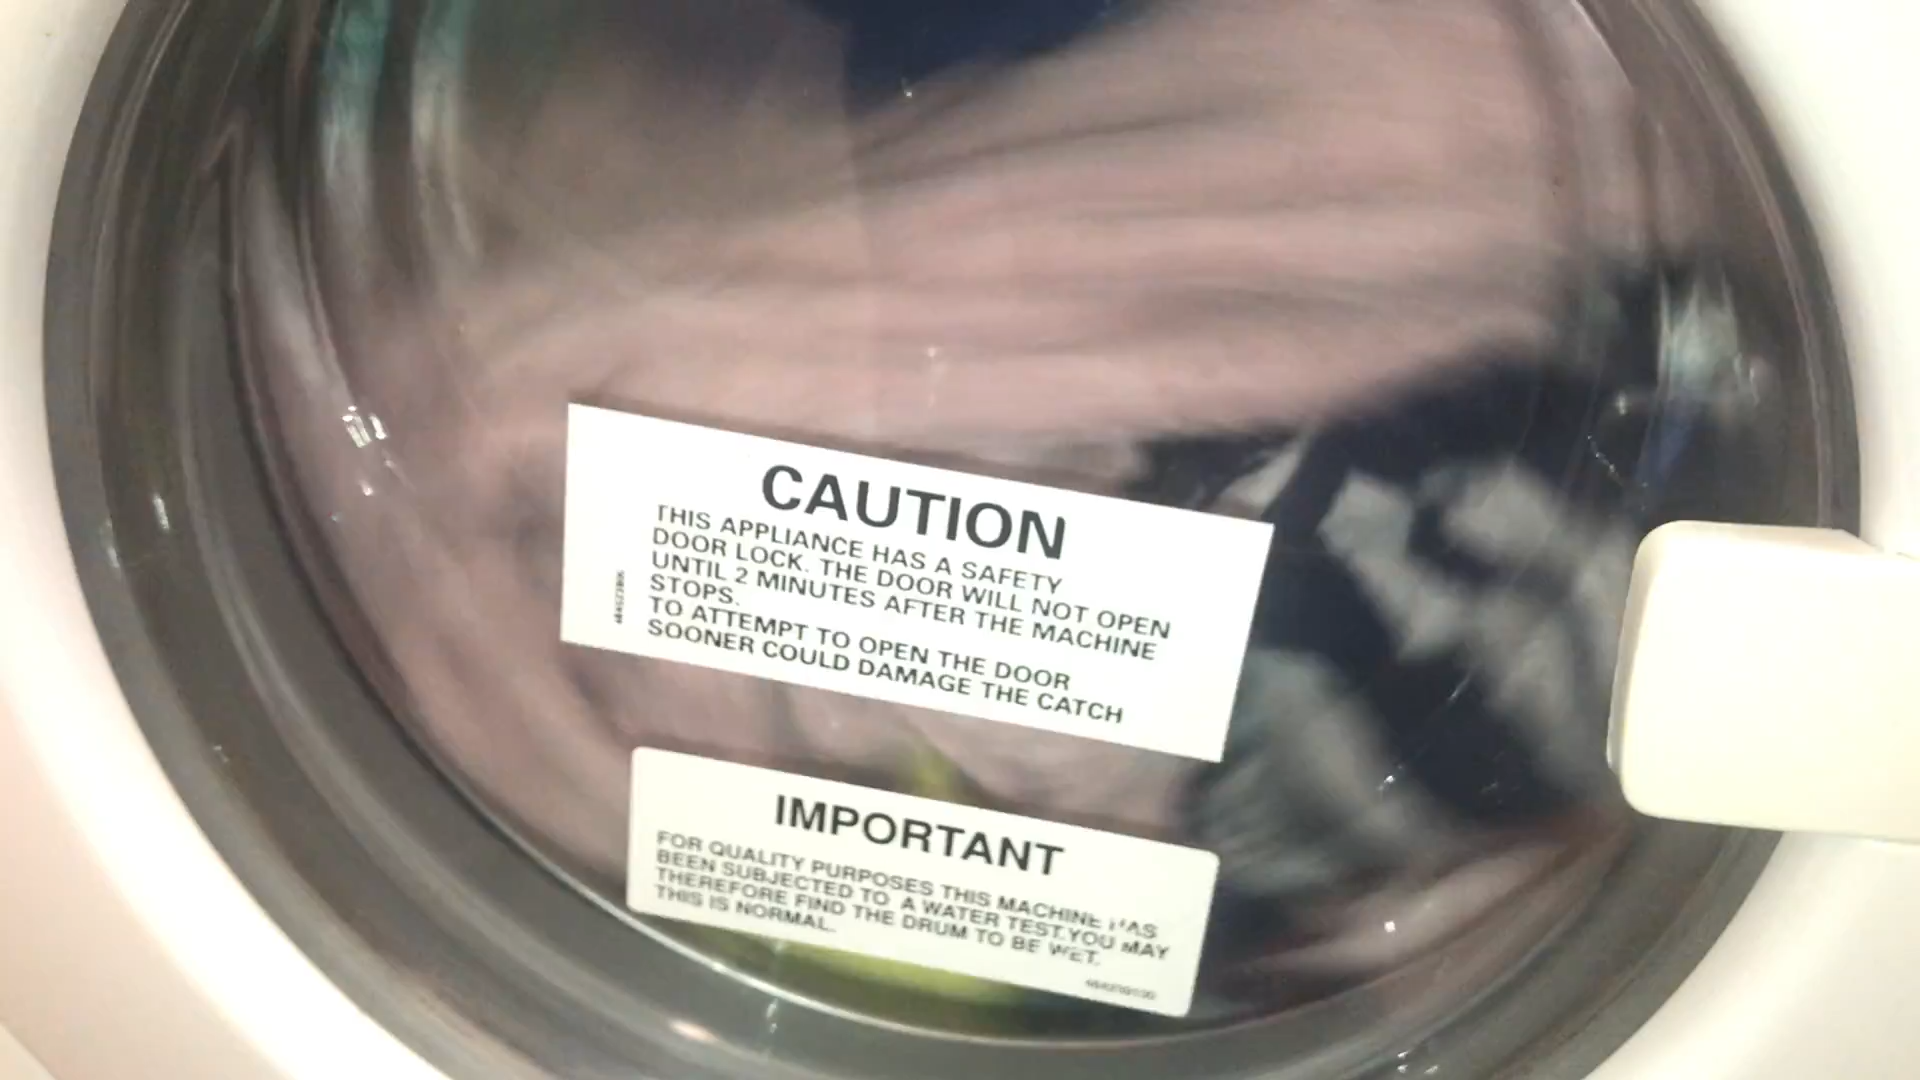 CAUTION
THIS APPLIANCE HAS A SAFETY
DOOR LOCK. THE DOOR WILL NOT OPEN
UNTIL 2 MINUTES AFTER THE MACHINE
STOPS.
TO ATTEMPT TO OPEN THE DOOR
SOONER COULD DAMAGE THE CATCH
IMPORTANT
FOR QUALITY PURPOSES THIS MACHINE HAS
BEEN SUBJECTED TO A WATER TEST.YOU MAY
THEREFORE FIND THE DRUM TO BE WET.
THIS IS NORMAL.